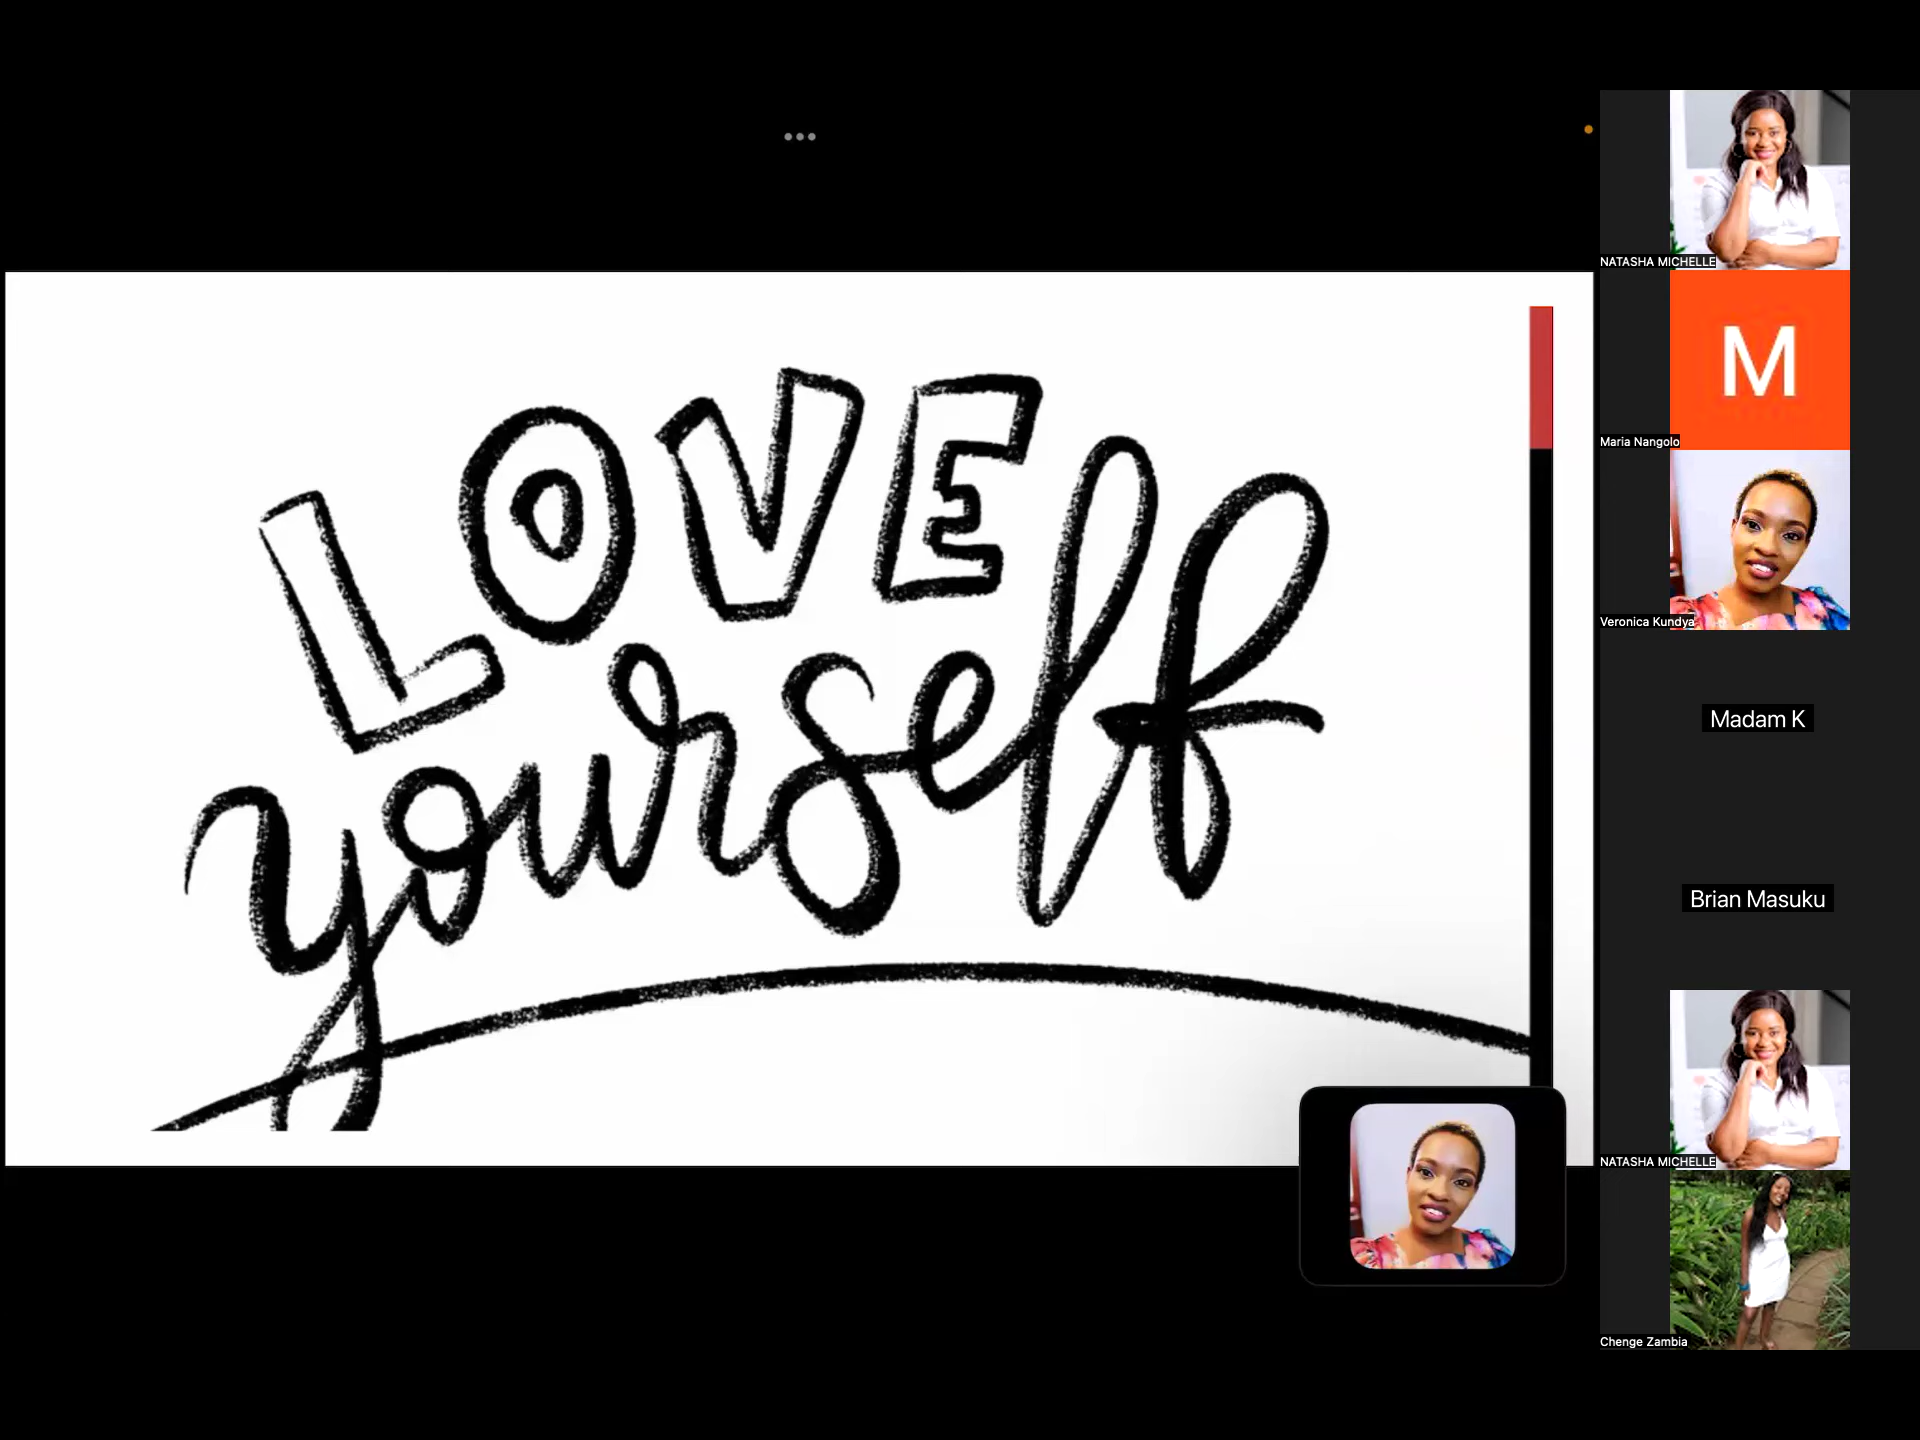 LOVE
yourself
NATASHA MICHELLE
M
Maria Nangolo
Veronica Kundya
Madam K
Brian Masuku
NATASHA MICHELLE
Chenge Zambia